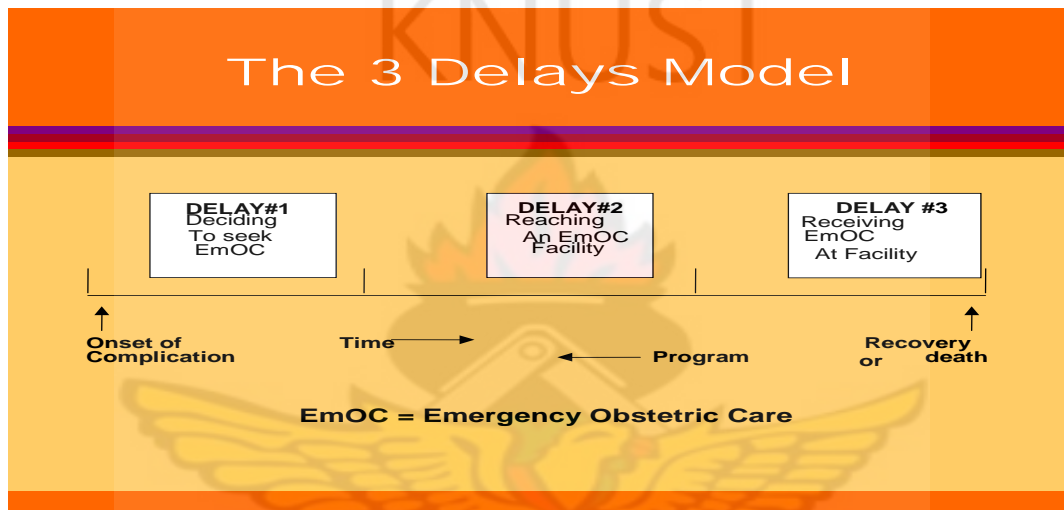 KNUST
The 3 Delays Model
DELAY#1
Deciding
To seek
EmOC
DELAY#2
Reaching
An EmOC
Facility
DELAY #3
Receiving
EmOC
At Facility
Onset of
Complication
Time
Program
Recovery
or death
EmOC = Emergency Obstetric Care